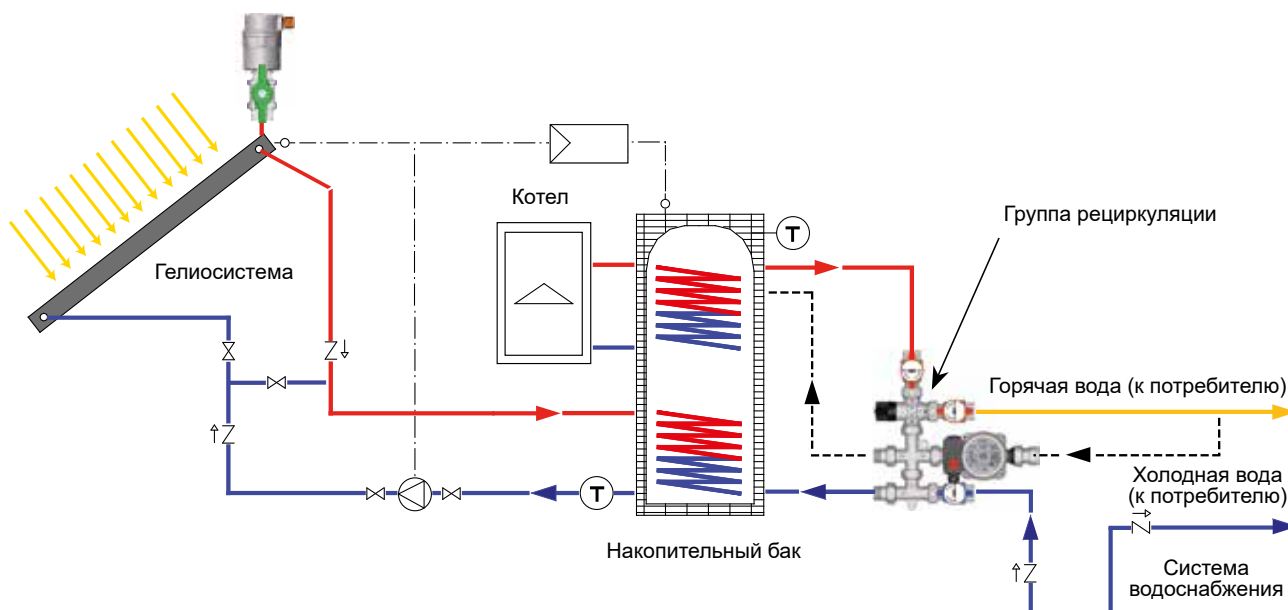 Котел
Группа рециркуляции
T
Гелиосистема
Горячая вода (к потребителю)
Холодная вода
(к потребителю)
T
Накопительный бак
Система
водоснабжения